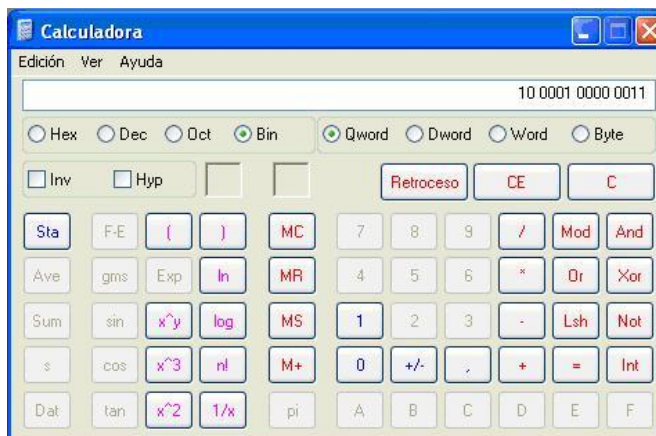 Calculadora
Edición Ver Ayuda
10 0001 0000 0011
Hex Dec Oct Bin Qword Dword Word Byte
Inv Hyp Retroceso CE C
Sta F-E ( ) MC 7 8 9 / Mod And
Ave gms Exp ln MR 4 5 6 * Or Xor
Sum sin x^y log MS 1 2 3 - Lsh Not
s cos x^3 n! M+ 0 +/- , + = Int
Dat tan x^2 1/x pi A B C D E F